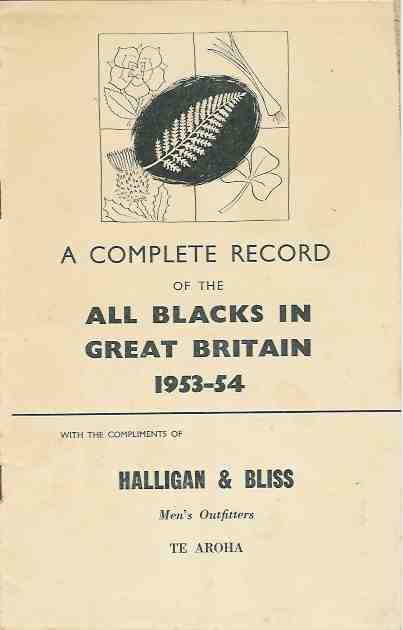 A COMPLETE RECORD
OF THE
ALL BLACKS IN
GREAT BRITAIN
1953-54
WITH THE COMPLIMENTS OF
HALLIGAN & BLISS
Men's Outfitters
TE AROHA